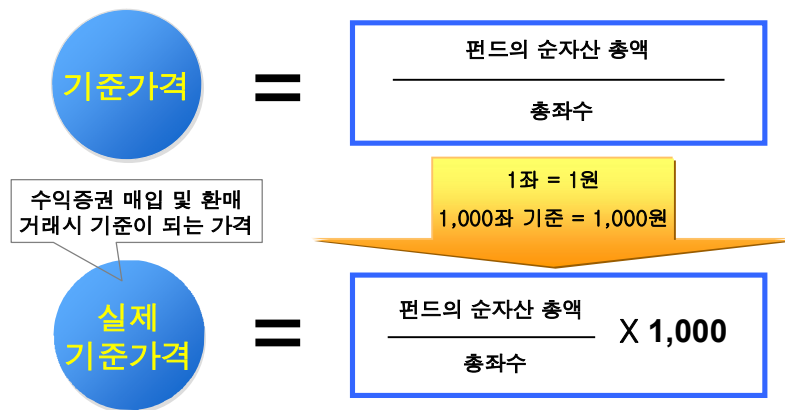 기준가격
=
펀드의 순자산 총액
총좌수
1좌 = 1원
1,000좌 기준 = 1,000원
수익증권 매입 및 환매
거래시 기준이 되는 가격
실제
기준가격
=
펀드의 순자산 총액
총좌수
X 1,000